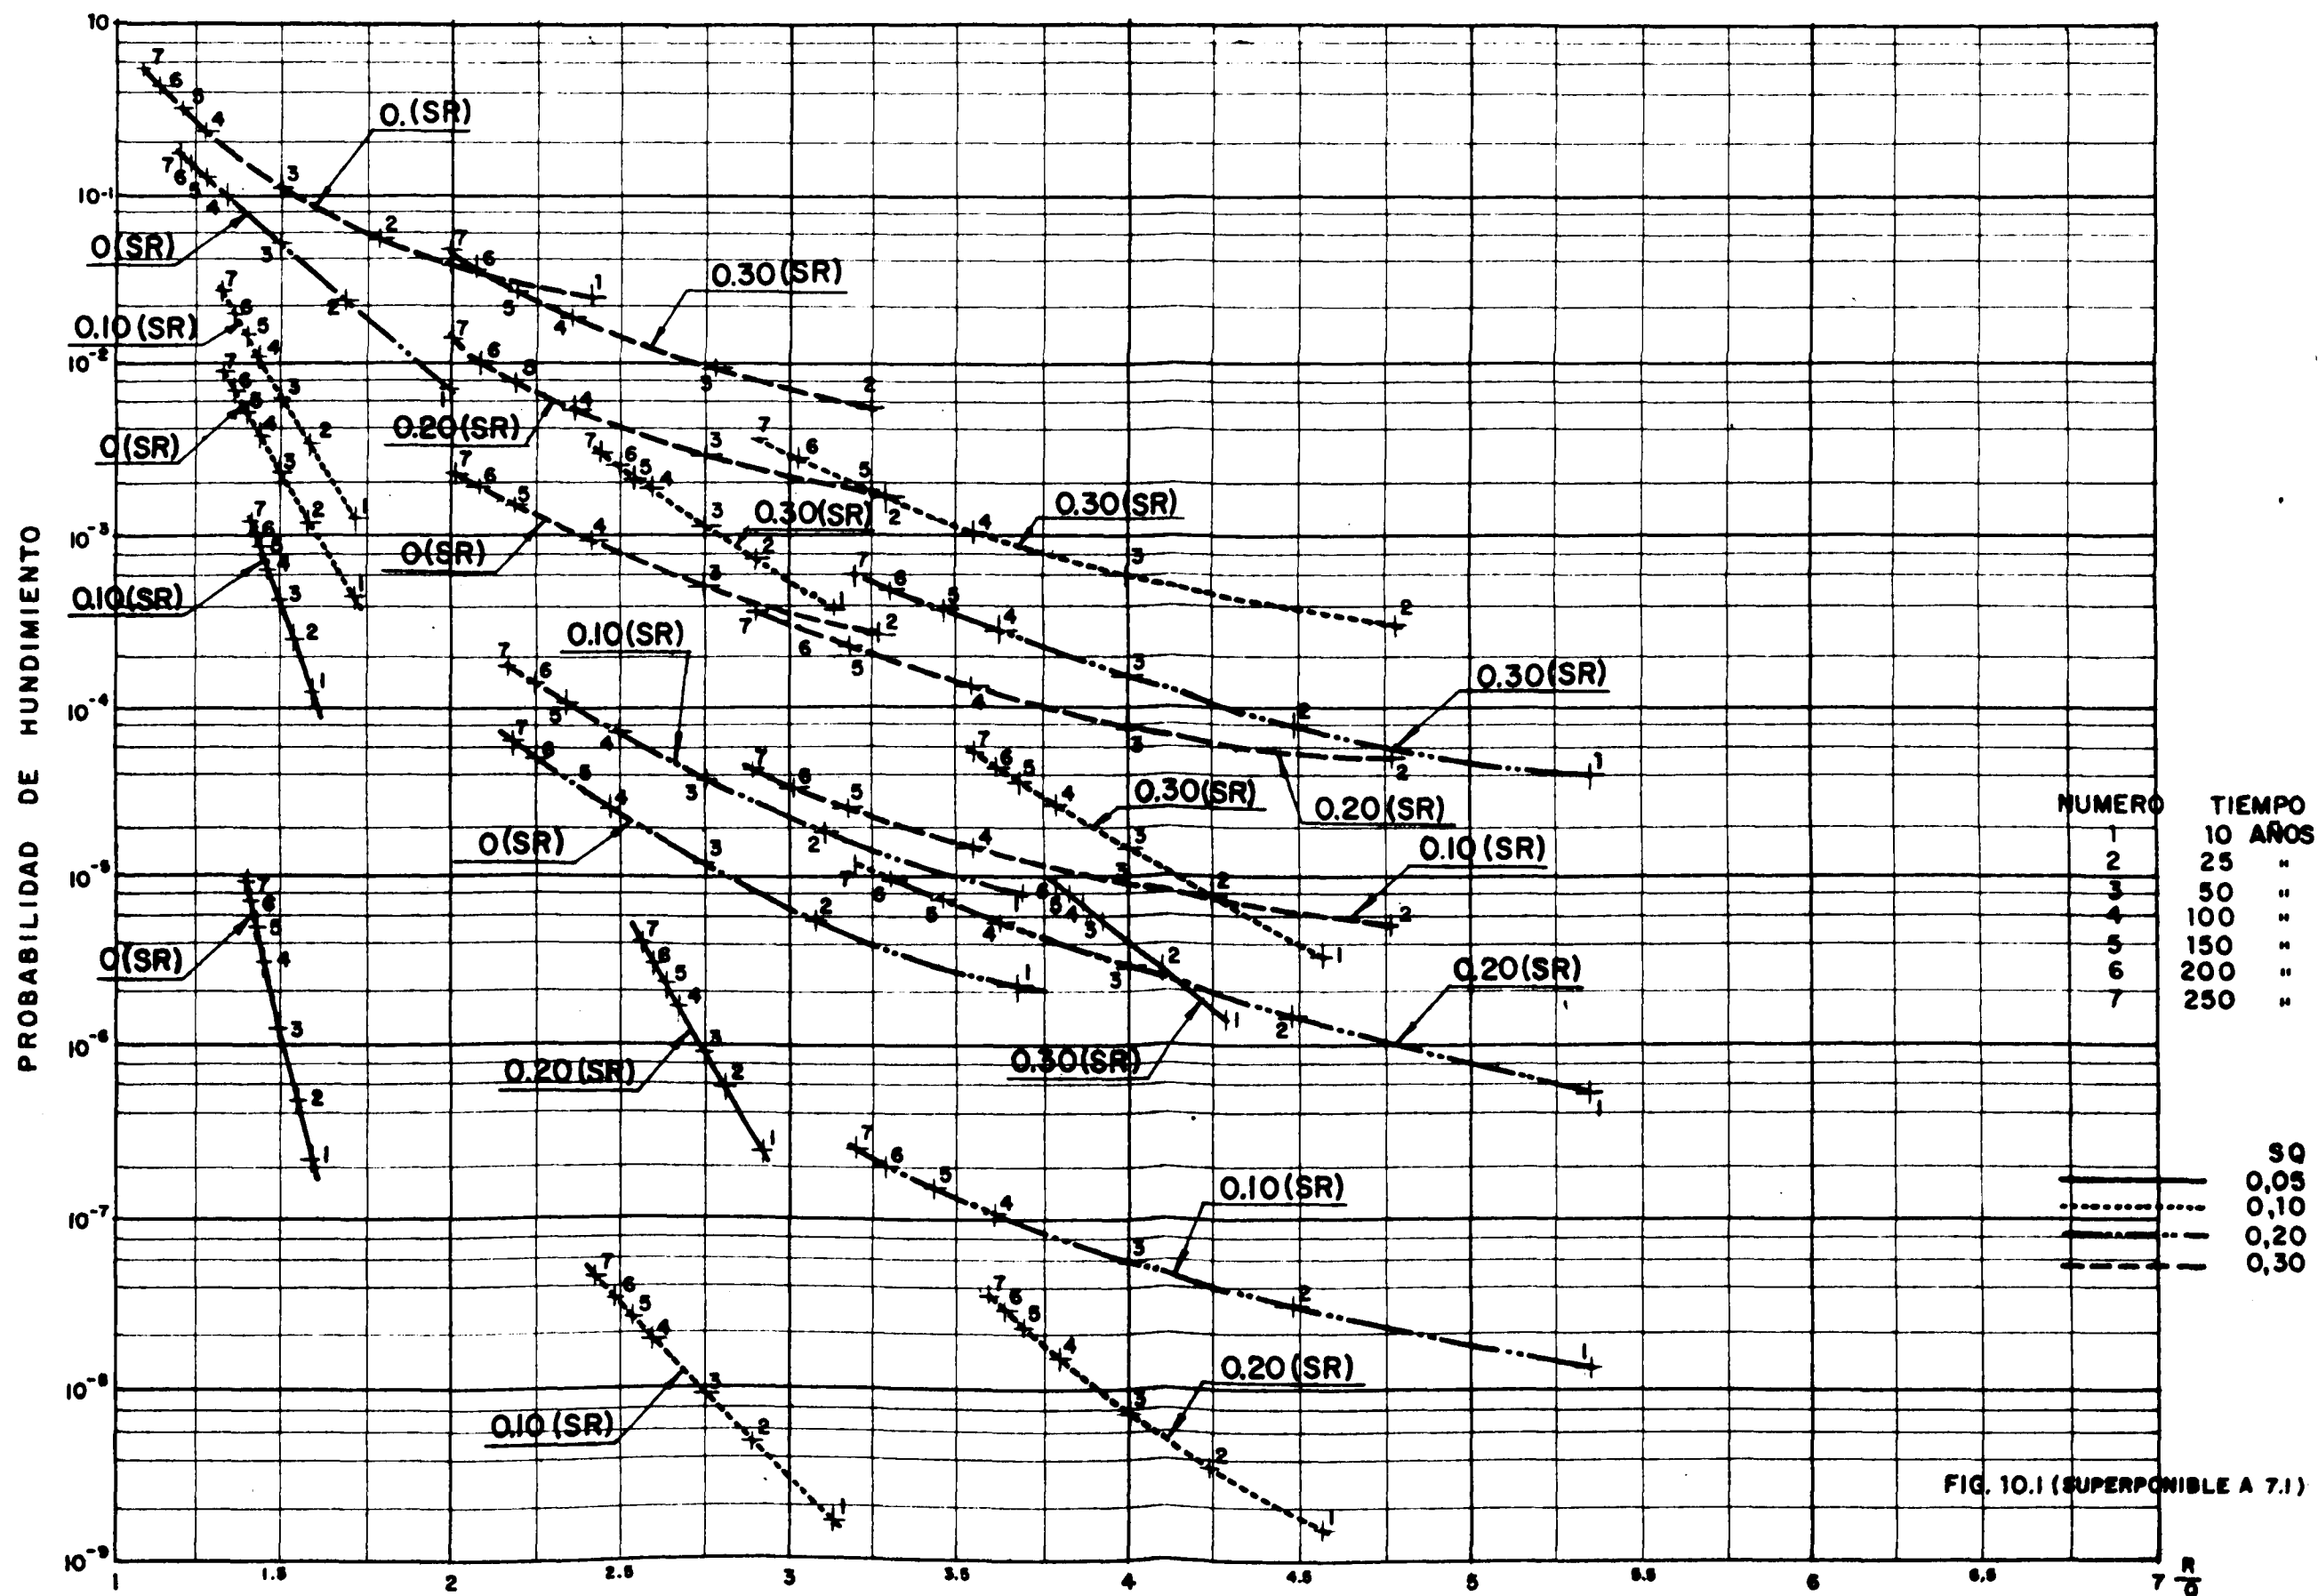 PROBABILIDAD DE HUNDIMIENTO
10
10-1
10-2
10-3
10-4
10-5
10-6
10-7
10-8
10-9
1
1.5
2
2.5
3
3.5
4
4.5
5
5.5
6
6.5
7
R/Q
0.(SR)
0(SR)
0.30(SR)
0.10(SR)
0.20(SR)
0(SR)
0.30(SR)
0.30(SR)
0(SR)
0.10(SR)
0.10(SR)
0.30(SR)
0.20(SR)
0.30(SR)
0(SR)
0.10(SR)
0(SR)
0.20(SR)
0.20(SR)
0.30(SR)
0.10(SR)
0.20(SR)
0.10(SR)
NUMERO TIEMPO
1 10 AÑOS
2 25 "
3 50 "
4 100 "
5 150 "
6 200 "
7 250 "
SQ
0,05
0,10
0,20
0,30
FIG. 10.1 (SUPERPONIBLE A 7.1)